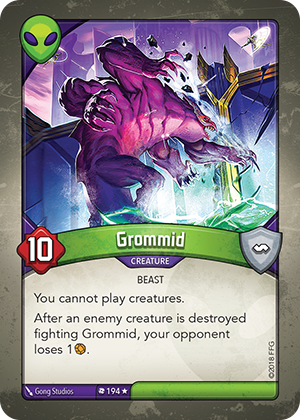 Grommid
CREATURE
10
BEAST
You cannot play creatures.
After an enemy creature is destroyed
fighting Grommid, your opponent
loses 1.
Gong Studios
194
©2018 FFG